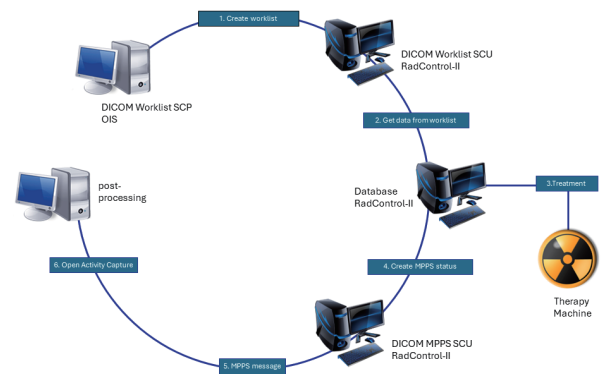 1. Create worklist
DICOM Worklist SCU
RadControl-II
DICOM Worklist SCP
OIS
2. Get data from worklist
post-
processing
Database
RadControl-II
3.Treatment
6. Open Activity Capture
4. Create MPPS status
Therapy
Machine
DICOM MPPS SCU
RadControl-II
5. MPPS message